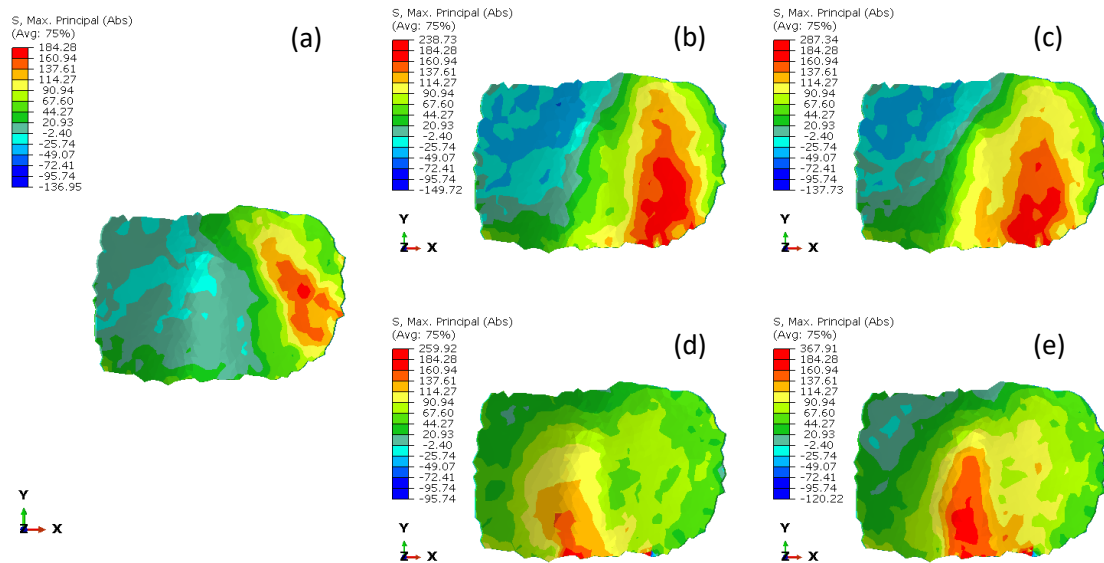 S, Max. Principal (Abs)
(Avg: 75%)
184.28
160.94
137.61
114.27
90.94
67.60
44.27
20.93
-2.40
-25.74
-49.07
-72.41
-95.74
-136.95
(a)
Y
Z
X
S, Max. Principal (Abs)
(Avg: 75%)
238.73
184.28
160.94
137.61
114.27
90.94
67.60
44.27
20.93
-2.40
-25.74
-49.07
-72.41
-95.74
-149.72
(b)
Y
Z
X
S, Max. Principal (Abs)
(Avg: 75%)
287.34
184.28
160.94
137.61
114.27
90.94
67.60
44.27
20.93
-2.40
-25.74
-49.07
-72.41
-95.74
-137.73
(c)
Y
Z
X
S, Max. Principal (Abs)
(Avg: 75%)
259.92
184.28
160.94
137.61
114.27
90.94
67.60
44.27
20.93
-2.40
-25.74
-49.07
-72.41
-95.74
-95.74
(d)
Y
Z
X
S, Max. Principal (Abs)
(Avg: 75%)
367.91
184.28
160.94
137.61
114.27
90.94
67.60
44.27
20.93
-2.40
-25.74
-49.07
-72.41
-95.74
-120.22
(e)
Y
Z
X